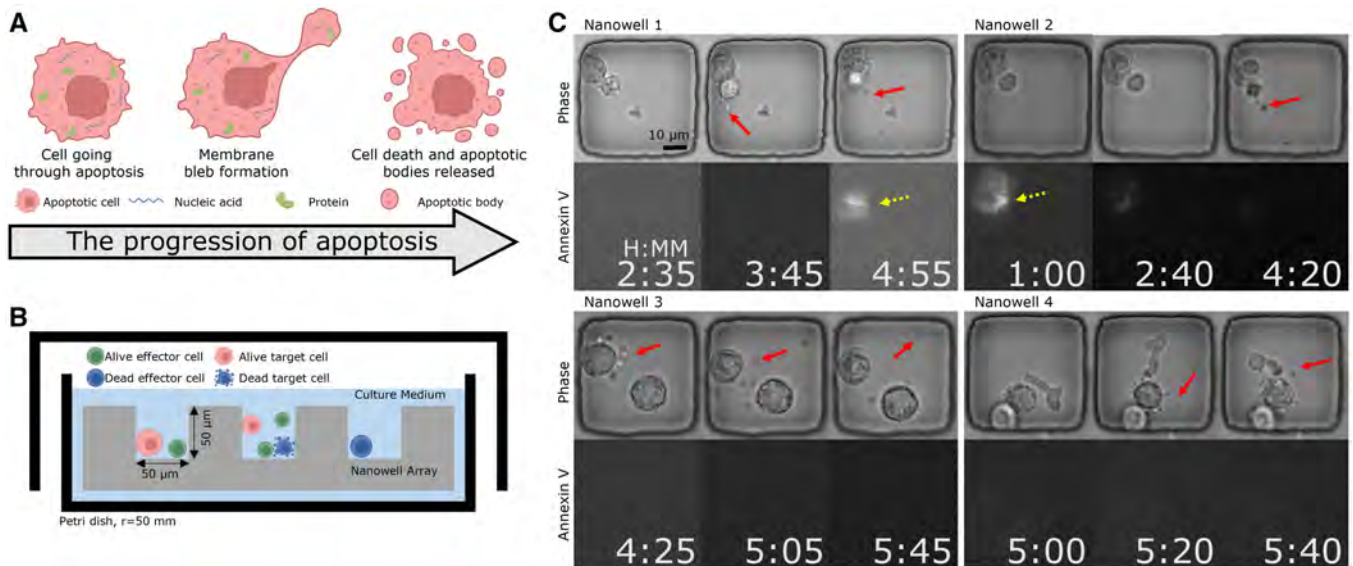 A
Cell going
through apoptosis
Membrane
bleb formation
Cell death and apoptotic
bodies released
Apoptotic cell
Nucleic acid
Protein
Apoptotic body
The progression of apoptosis
B
Alive effector cell
Alive target cell
Dead effector cell
Dead target cell
Culture Medium
50 µm
50 µm
Nanowell Array
Petri dish, r=50 mm
C
Nanowell 1
Phase
10 µm
Annexin V
H:MM
2:35
3:45
4:55
Nanowell 2
1:00
2:40
4:20
Nanowell 3
Phase
Annexin V
4:25
5:05
5:45
Nanowell 4
5:00
5:20
5:40